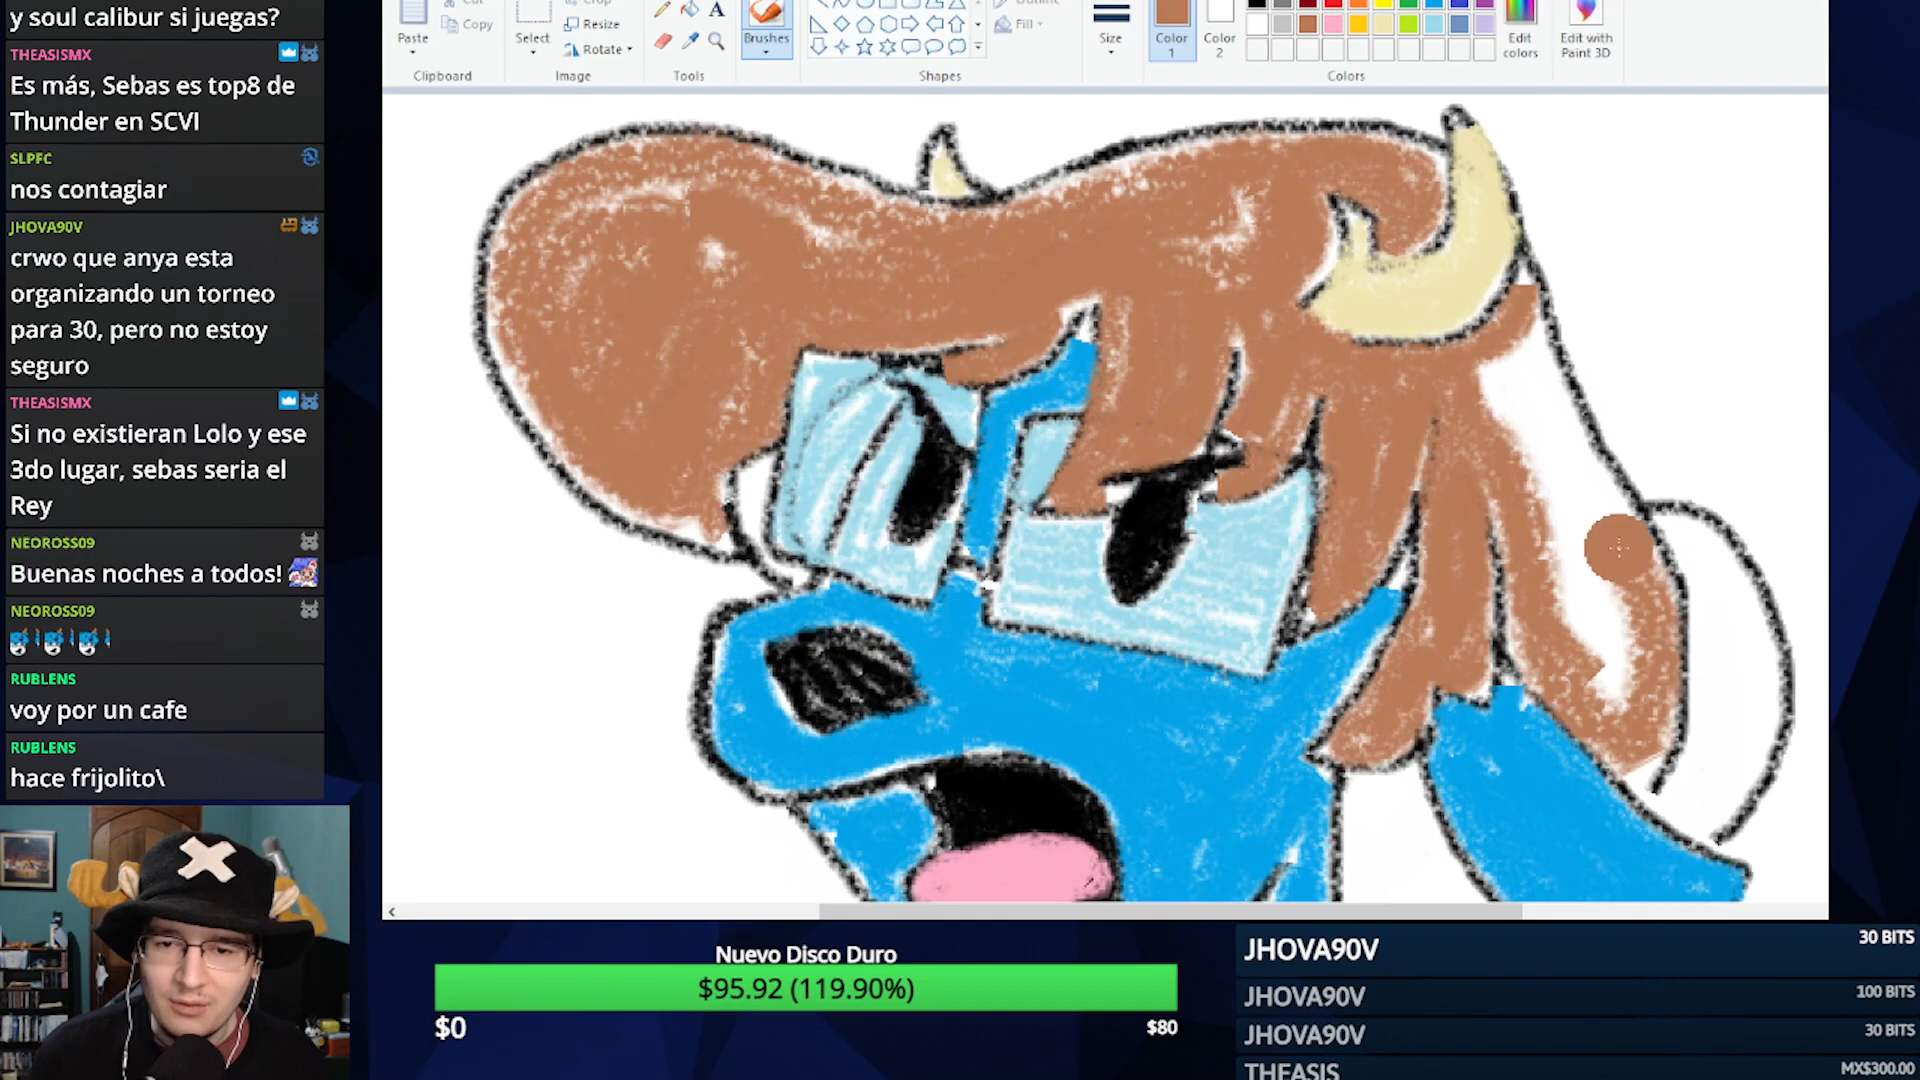 y soul calibur si juegas?
THEASISMX
Es más, Sebas es top8 de
Thunder en SCVI
SLPFC
nos contagiar
JHOVA90V
crwo que anya esta
organizando un torneo
para 30, pero no estoy
seguro
THEASISMX
Si no existieran Lolo y ese
3do lugar, sebas seria el
Rey
NEOROSS09
Buenas noches a todos!
NEOROSS09
RUBLENS
voy por un cafe
RUBLENS
hace frijolito\
Paste
Cut
Copy
Clipboard
Select
Crop
Resize
Rotate
Image
A
Tools
Brushes
Shapes
Outline
Fill
Size
Color
1
Color
2
Colors
Edit
colors
Edit with
Paint 3D
Nuevo Disco Duro
$95.92 (119.90%)
$0
$80
JHOVA90V 30 BITS
JHOVA90V 100 BITS
JHOVA90V 30 BITS
THEASIS MX$300.00